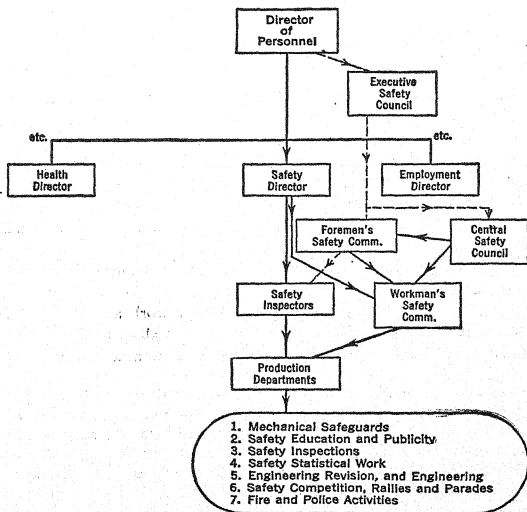 Director
of
Personnel
Executive
Safety
Council
etc.
etc.
Health
Director
Safety
Director
Employment
Director
Foremen's
Safety Comm.
Central
Safety
Council
Safety
Inspectors
Workman's
Safety
Comm.
Production
Departments
1. Mechanical Safeguards
2. Safety Education and Publicity
3. Safety Inspections
4. Safety Statistical Work
5. Engineering Revision, and Engineering
6. Safety Competition, Rallies and Parades
7. Fire and Police Activities